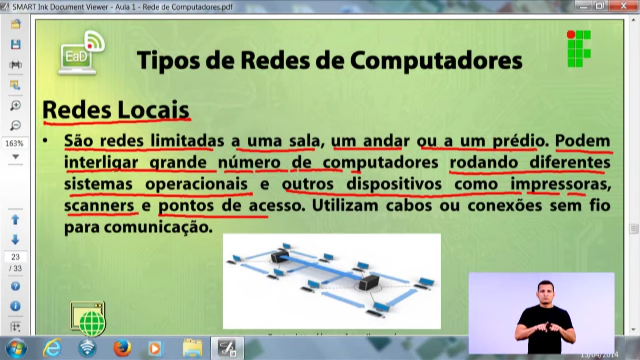 SMART Ink Document Viewer - Aula 1 - Rede de Computadores.pdf
EaD
Tipos de Redes de Computadores
Redes Locais
• São redes limitadas a uma sala, um andar ou a um prédio. Podem
interligar grande número de computadores rodando diferentes
sistemas operacionais e outros dispositivos como impressoras,
scanners e pontos de acesso. Utilizam cabos ou conexões sem fio
para comunicação.
163%
23
/ 33
15/04/2014